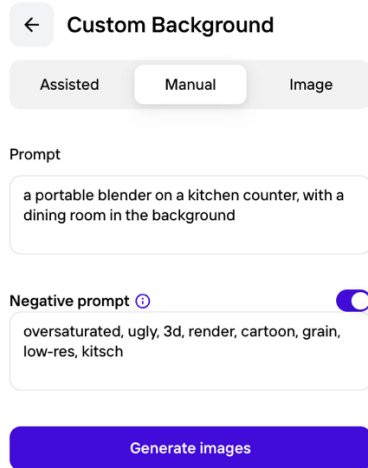 Custom Background
Assisted Manual Image
Prompt
a portable blender on a kitchen counter, with a
dining room in the background
Negative prompt
oversaturated, ugly, 3d, render, cartoon, grain,
low-res, kitsch
Generate images